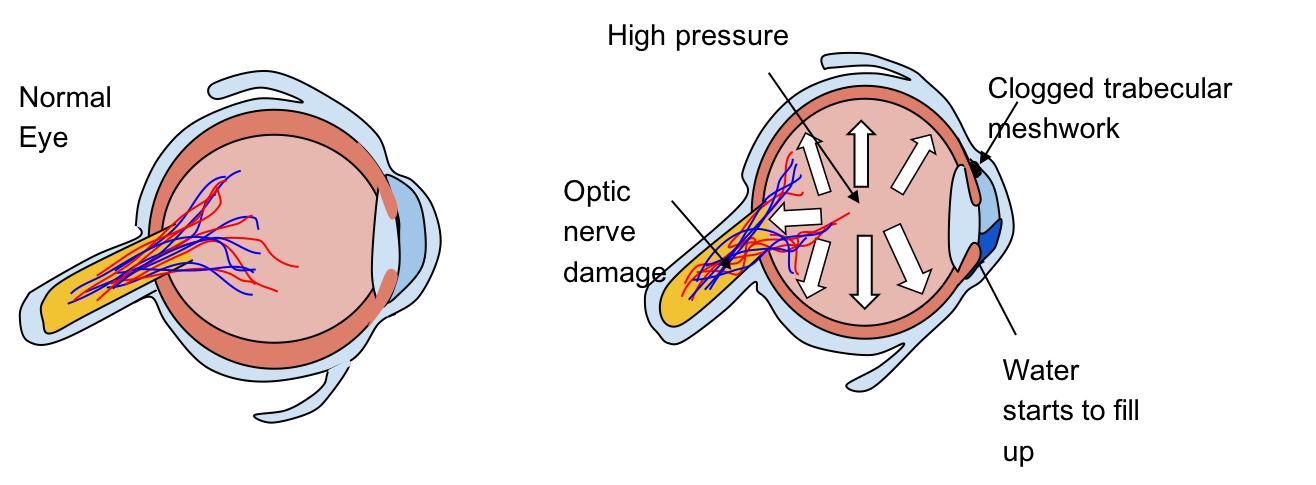 Normal
Eye
High pressure
Clogged trabecular
meshwork
Optic
nerve
damage
Water
starts to fill
up